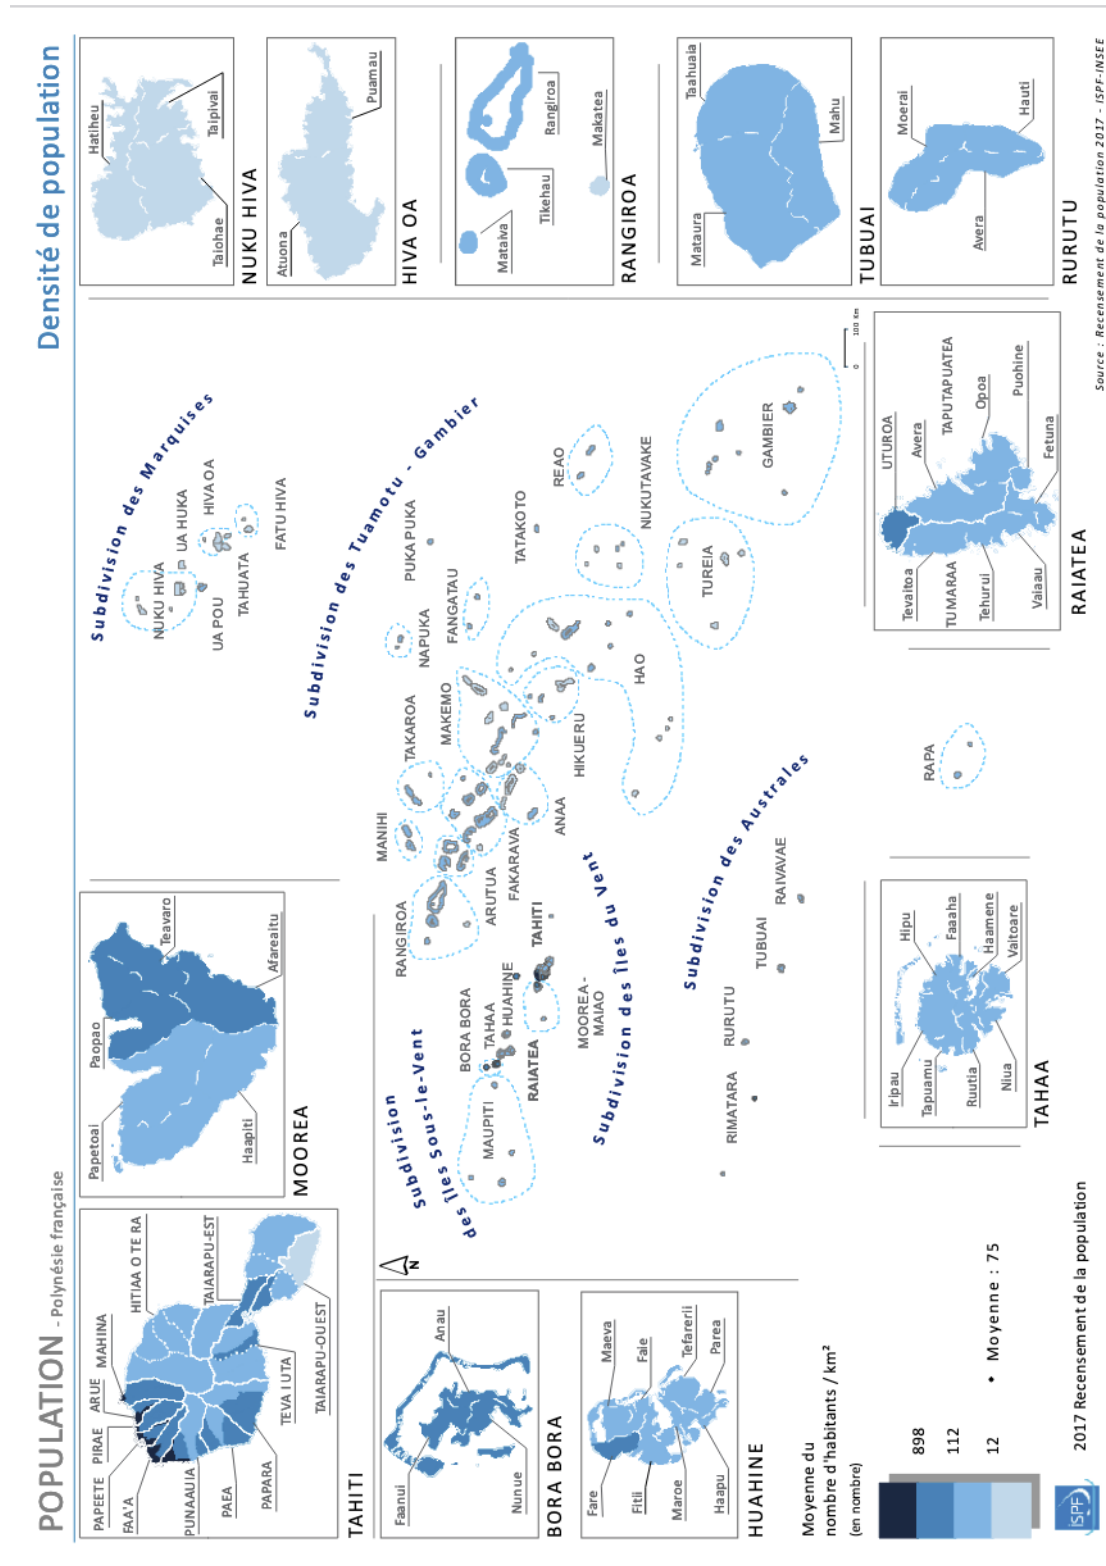 POPULATION - Polynésie française
Densité de population
PAPEETE
PIRAE
ARUE
MAHINA
FAA'A
PUNAAUIA
PAEA
PAPARA
HITIAA O TE RA
TAIARAPU-EST
TEVA I UTA
TAIARAPU-OUEST
TAHITI
Papetoai
Paopao
Teavaro
Haapiti
Afareaitu
MOOREA
Hatiheu
Taiohae
Taipivai
NUKU HIVA
Atuona
Puamau
HIVA OA
Mataiva
Tikehau
Rangiroa
Makatea
RANGIROA
Mataura
Taahuaia
Mahu
TUBUAI
Moerai
Avera
Hauti
RURUTU
Subdivision des Marquises
NUKU HIVA
UA HUKA
HIVA OA
UA POU
TAHUATA
FATU HIVA
Subdivision des Tuamotu - Gambier
MANIHI
TAKAROA
MAKEMO
NAPUKA
FANGATAU
PUKA PUKA
TATAKOTO
REAO
RANGIROA
ARUTUA
FAKARAVA
ANAA
HIKUERU
HAO
NUKUTAVAKE
TUREIA
GAMBIER
Subdivision
des îles Sous-le-Vent
MAUPITI
BORA BORA
TAHAA
HUAHINE
RAIATEA
TAHITI
MOOREA-
MAIAO
Subdivision des îles du Vent
Subdivision des Australes
RIMATARA
RURUTU
TUBUAI
RAIVAVAE
RAPA
0 100 Km
N
Faanui
Anau
Nunue
BORA BORA
Fare
Maeva
Faie
Fitii
Maroe
Tefarerii
Haapu
Parea
HUAHINE
Iripau
Hipu
Tapuamu
Faaaha
Ruutia
Haamene
Niua
Vaitoare
TAHAA
UTUROA
Avera
TAPUTAPUATEA
Opoa
Puohine
Tevaitoa
TUMARAA
Tehurui
Vaiaau
Fetuna
RAIATEA
Moyenne du
nombre d'habitants / km²
(en nombre)
898
112
12
• Moyenne : 75
ISPF
2017 Recensement de la population
Source : Recensement de la population 2017 - ISPF-INSEE